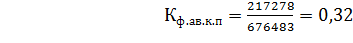 Кф.ав.к.п = 217278/676483 = 0,32